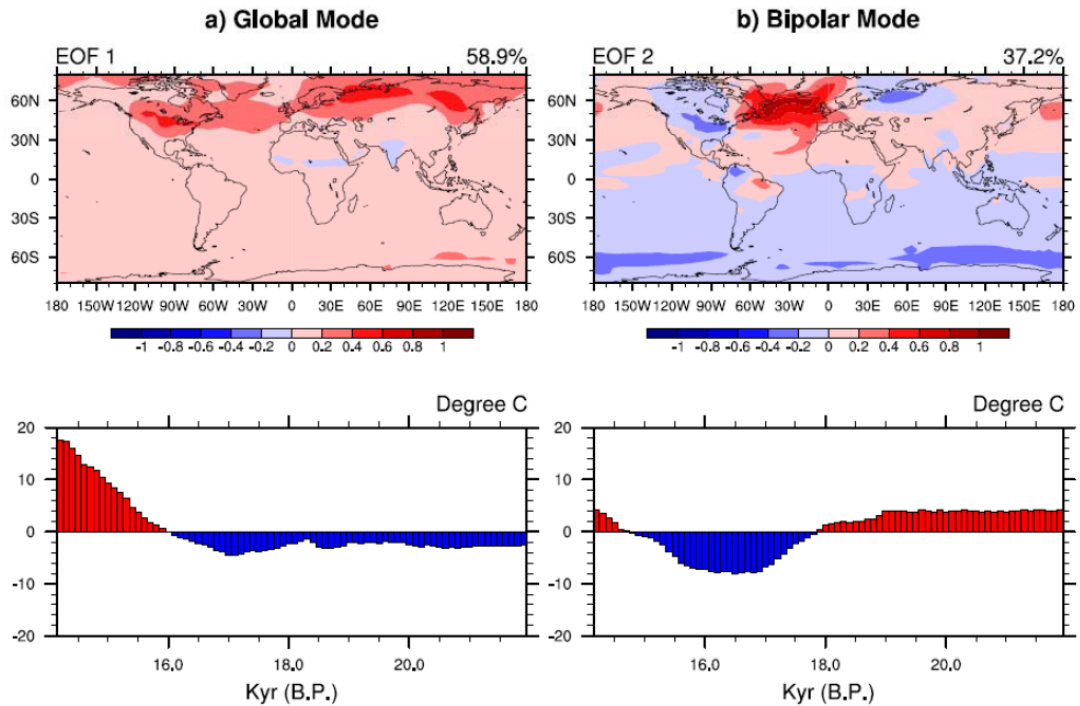 a) Global Mode
EOF 1 58.9%
60N
30N
0
30S
60S
180 150W 120W 90W 60W 30W 0 30E 60E 90E 120E 150E 180
-1 -0.8 -0.6 -0.4 -0.2 0 0.2 0.4 0.6 0.8 1
Degree C
20
10
0
-10
-20
16.0 18.0 20.0
Kyr (B.P.)
b) Bipolar Mode
EOF 2 37.2%
60N
30N
0
30S
60S
180 150W 120W 90W 60W 30W 0 30E 60E 90E 120E 150E 180
-1 -0.8 -0.6 -0.4 -0.2 0 0.2 0.4 0.6 0.8 1
Degree C
20
10
0
-10
-20
16.0 18.0 20.0
Kyr (B.P.)